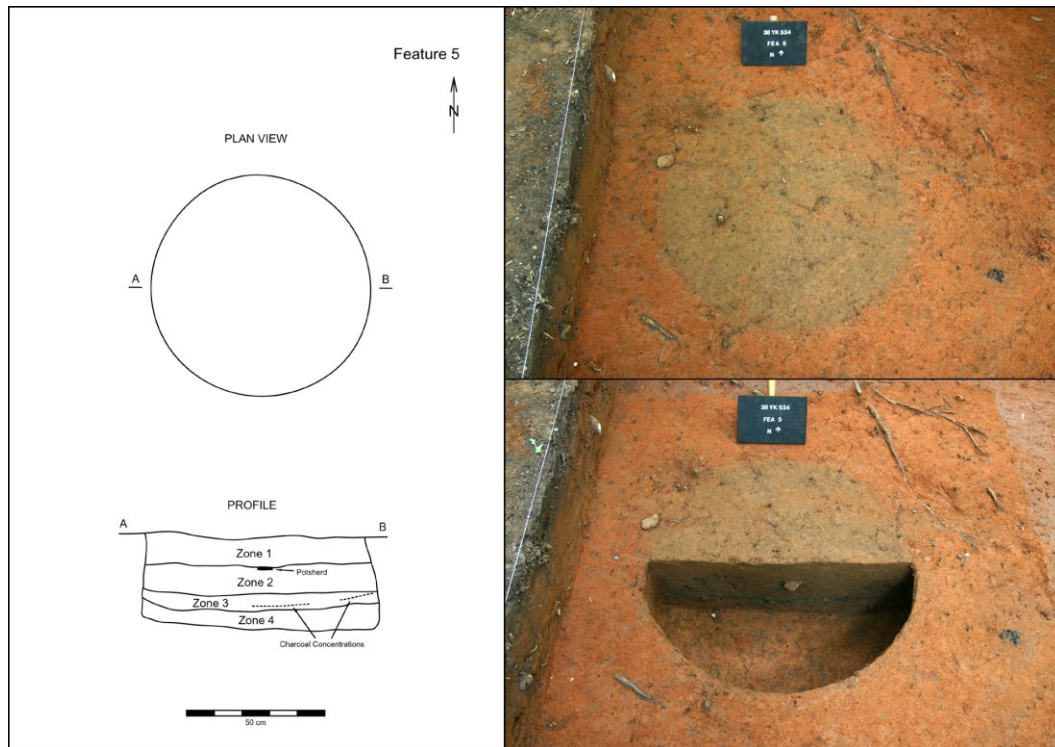 Feature 5
N
PLAN VIEW
A
B
PROFILE
A
B
Zone 1
Potsherd
Zone 2
Zone 3
Zone 4
Charcoal Concentrations
50 cm
38 YK 534
FEA 5
N
38 YK 534
FEA 5
N